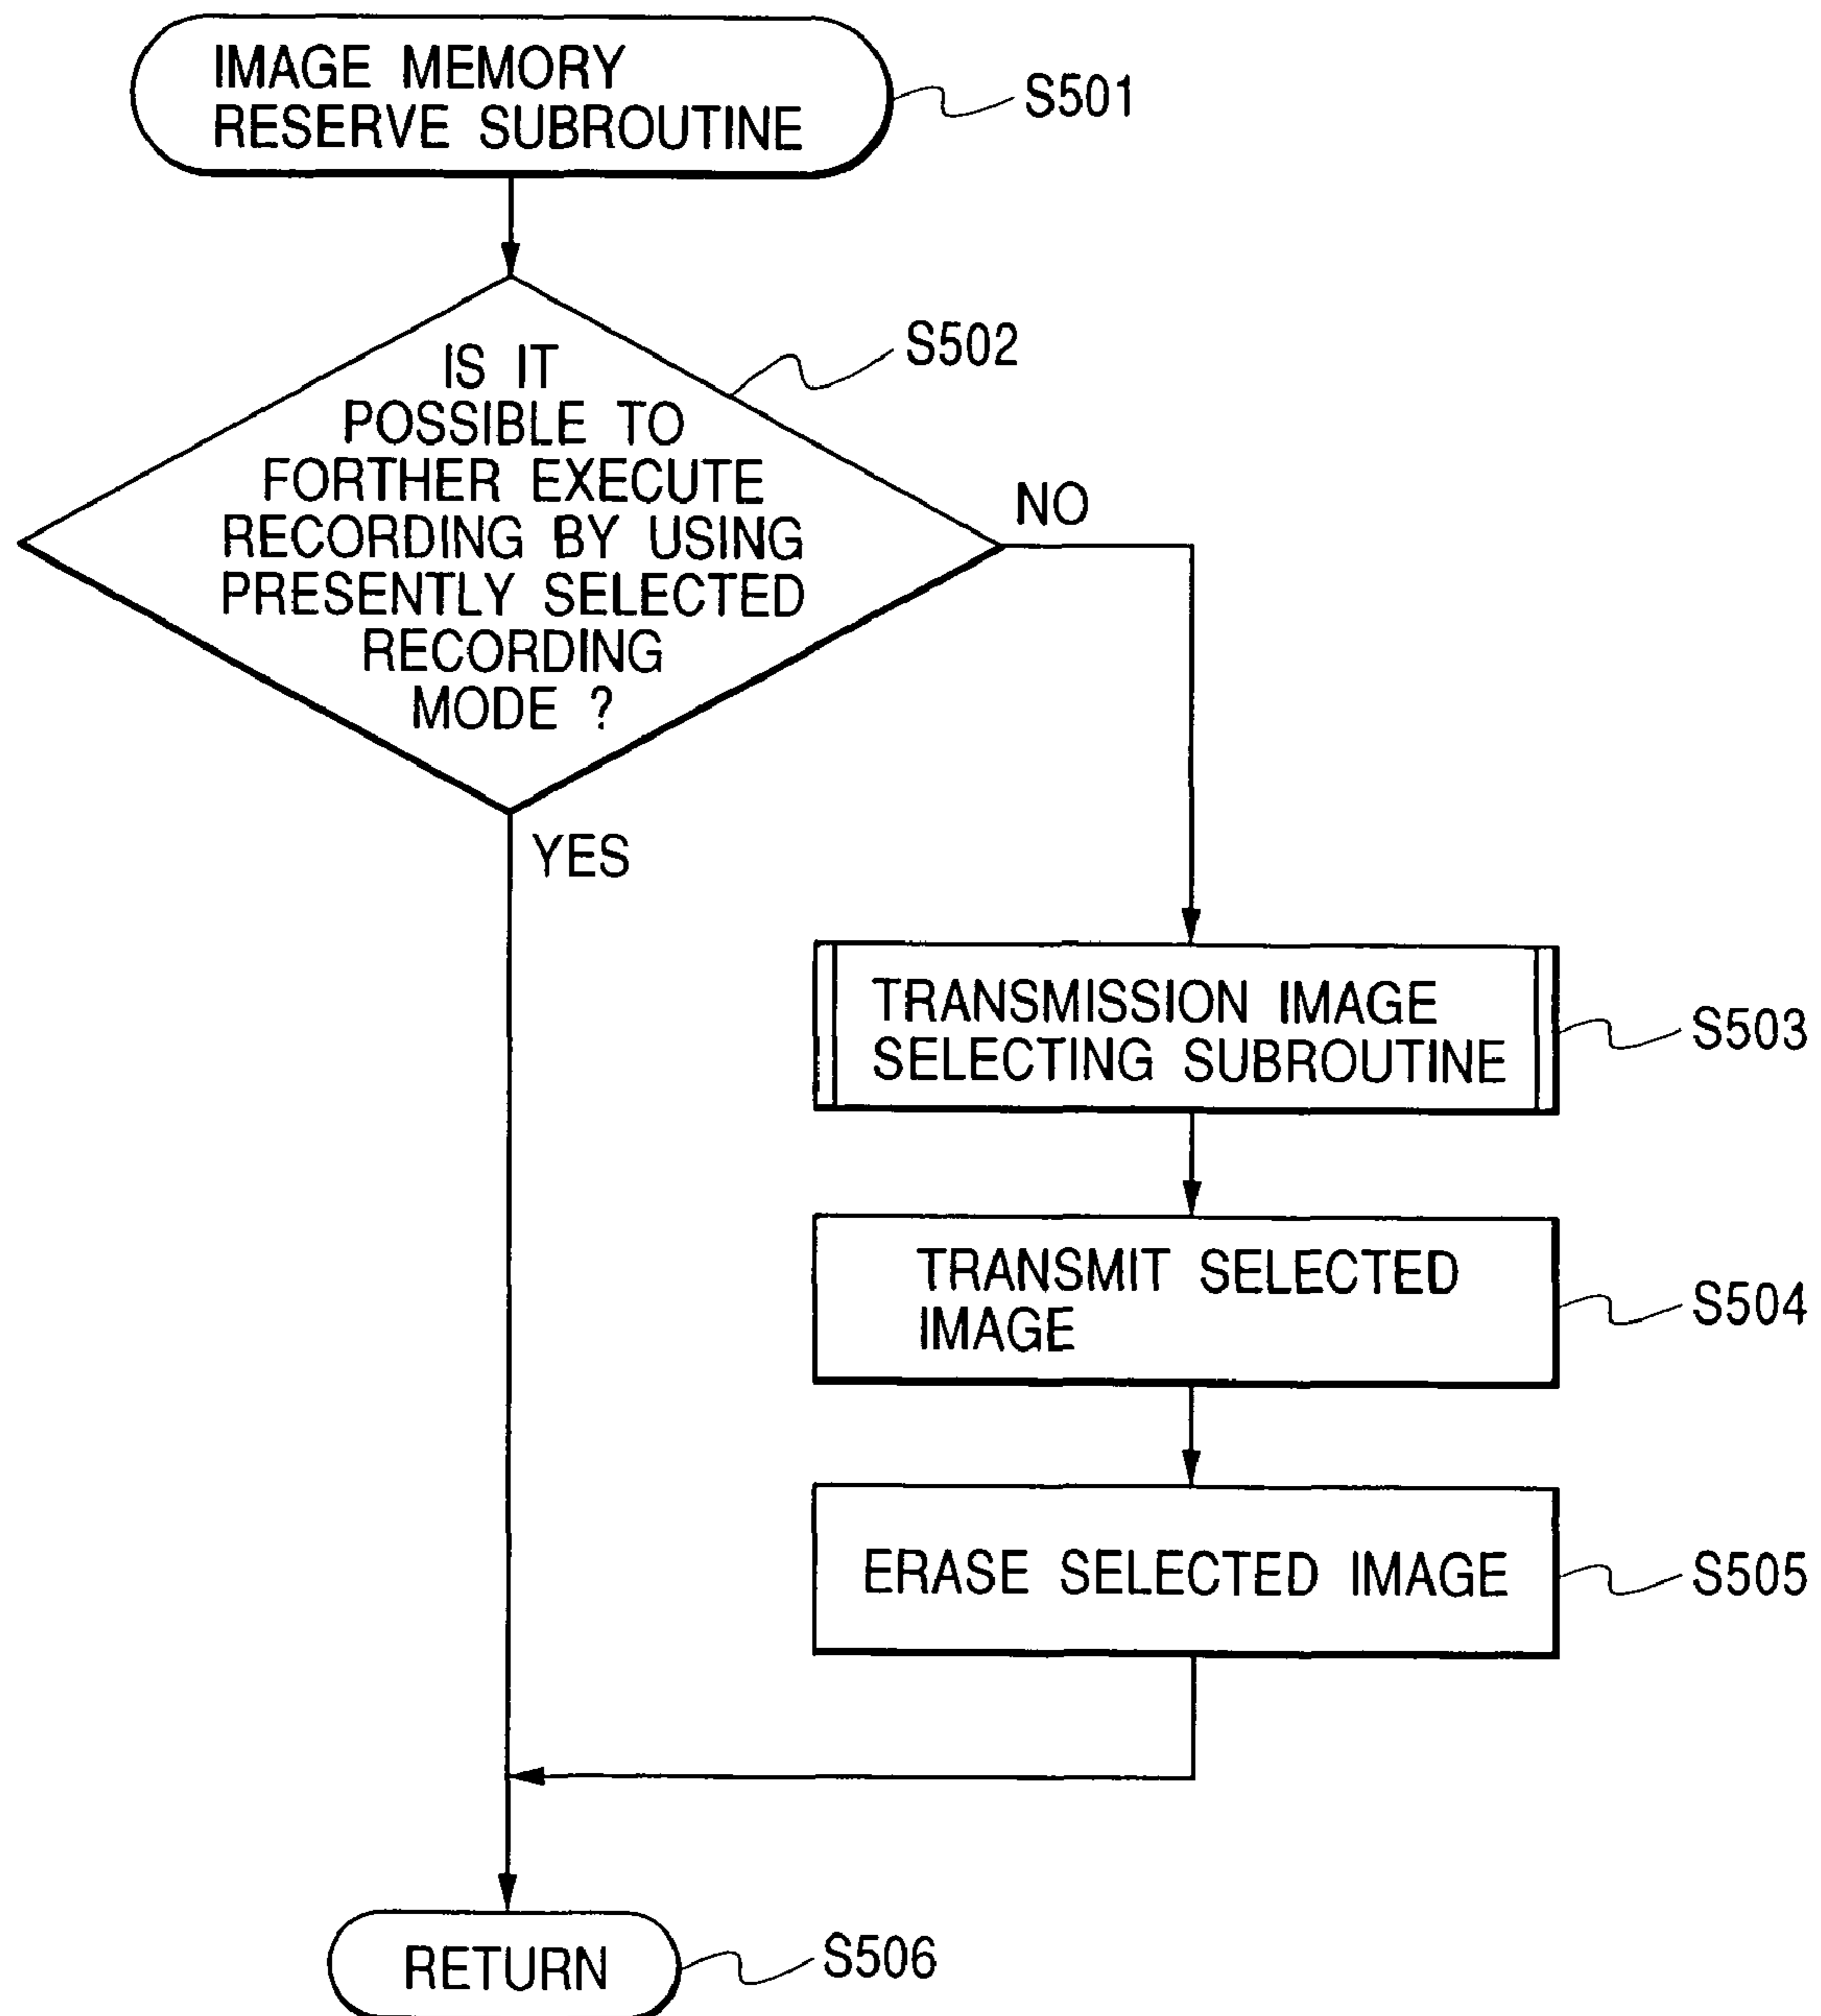 IMAGE MEMORY
RESERVE SUBROUTINE
S501
S502
IS IT
POSSIBLE TO
FORTHER EXECUTE
RECORDING BY USING
PRESENTLY SELECTED
RECORDING
MODE ?
NO
YES
TRANSMISSION IMAGE
SELECTING SUBROUTINE
S503
TRANSMIT SELECTED
IMAGE
S504
ERASE SELECTED IMAGE
S505
RETURN
S506